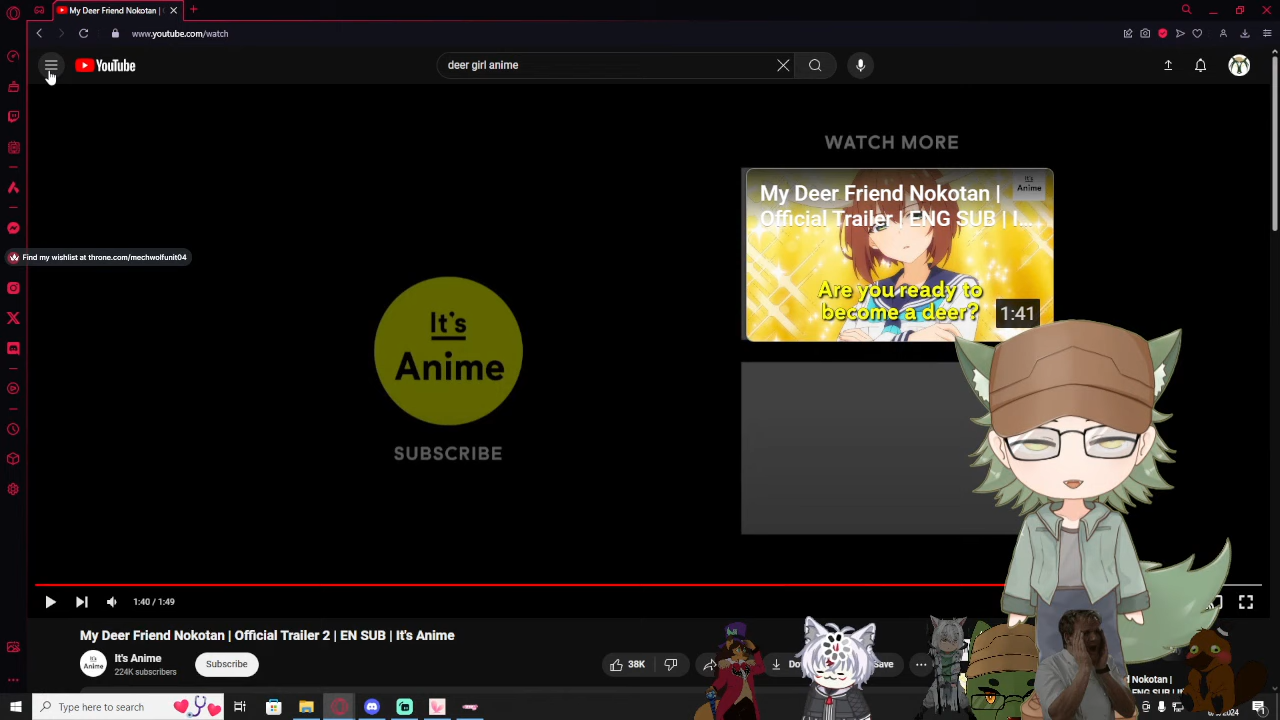 My Deer Friend Nokotan |
www.youtube.com/watch
YouTube
deer girl anime
WATCH MORE
My Deer Friend Nokotan |
Official Trailer | ENG SUB | I...
It's
Anime
Are you ready to
become a deer?
1:41
Find my wishlist at throne.com/mechwolfunit04
It's
Anime
SUBSCRIBE
1:40 / 1:49
My Deer Friend Nokotan | Official Trailer 2 | EN SUB | It's Anime
It's Anime
224K subscribers
Subscribe
38K
Save
Type here to search